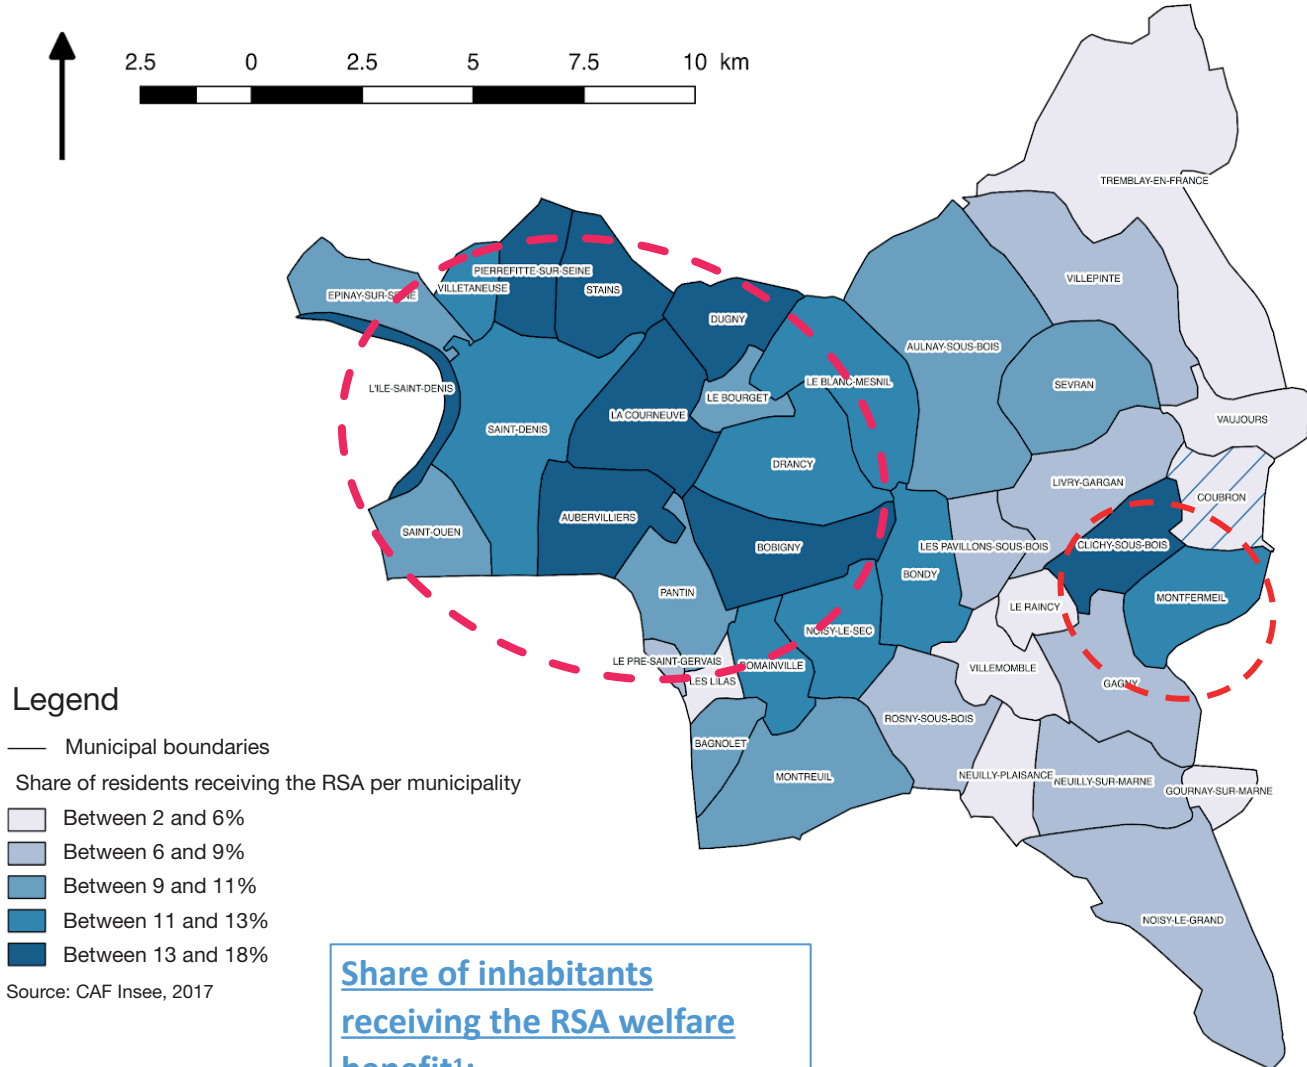 2.5 0 2.5 5 7.5 10 km
TREMBLAY-EN-FRANCE
VILLEPINTE
PIERREFITTE-SUR-SEINE
VILLETANEUSE
STAINS
EPINAY-SUR-SEINE
DUGNY
AULNAY-SOUS-BOIS
LE BLANC-MESNIL
SEVRAN
L'ILE-SAINT-DENIS
LE BOURGET
LA COURNEUVE
VAUJOURS
SAINT-DENIS
DRANCY
LIVRY-GARGAN
COUBRON
AUBERVILLIERS
SAINT-OUEN
BOBIGNY
LES PAVILLONS-SOUS-BOIS
CLICHY-SOUS-BOIS
BONDY
PANTIN
MONTFERMEIL
LE RAINCY
NOISY-LE-SEC
LE PRE-SAINT-GERVAIS
ROMAINVILLE
VILLEMOMBLE
LES LILAS
GAGNY
ROSNY-SOUS-BOIS
BAGNOLET
MONTREUIL
NEUILLY-PLAISANCE
NEUILLY-SUR-MARNE
GOURNAY-SUR-MARNE
NOISY-LE-GRAND
Legend
Municipal boundaries
Share of residents receiving the RSA per municipality
Between 2 and 6%
Between 6 and 9%
Between 9 and 11%
Between 11 and 13%
Between 13 and 18%
Source: CAF Insee, 2017
Share of inhabitants
receiving the RSA welfare
benefit¹: